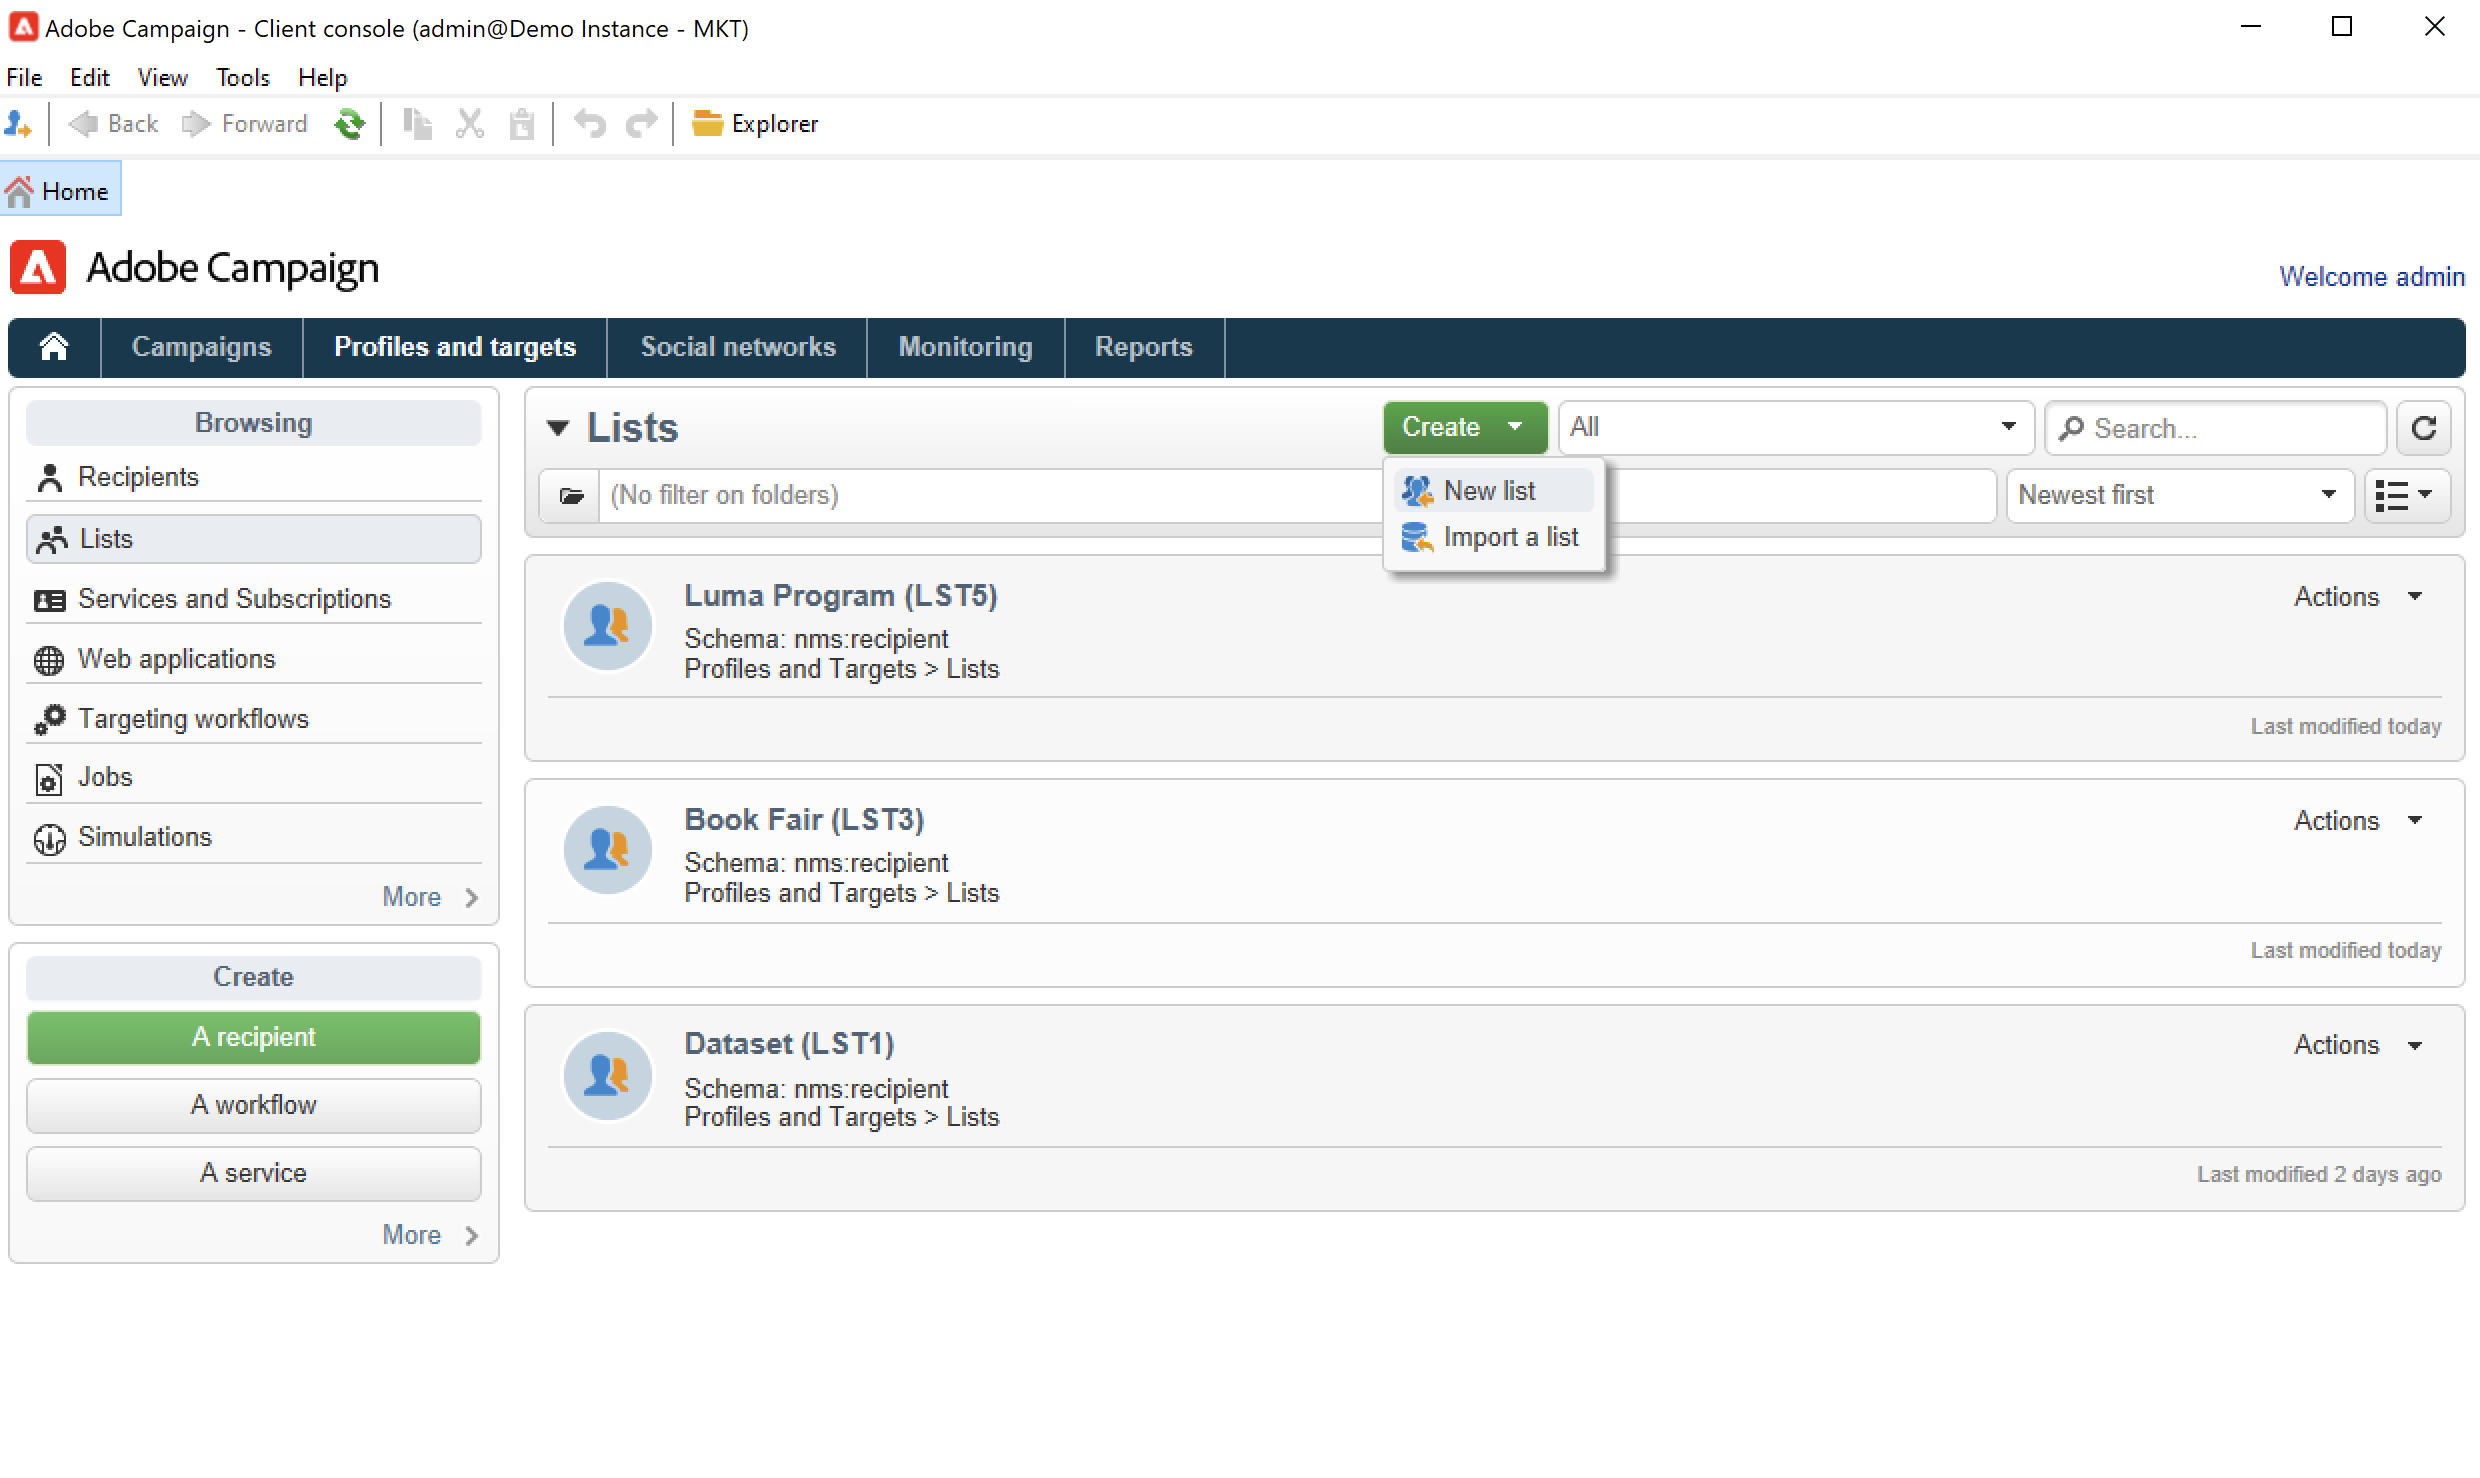 Adobe Campaign - Client console (admin@Demo Instance - MKT)
File Edit View Tools Help
Back Forward Explorer
Home
Adobe Campaign
Welcome admin
Campaigns Profiles and targets Social networks Monitoring Reports
Browsing
Recipients
Lists
Services and Subscriptions
Web applications
Targeting workflows
Jobs
Simulations
More
Create
A recipient
A workflow
A service
More
Lists
Create
All
Search...
New list
Import a list
(No filter on folders)
Newest first
Luma Program (LST5)
Actions
Schema: nms:recipient
Profiles and Targets > Lists
Last modified today
Book Fair (LST3)
Actions
Schema: nms:recipient
Profiles and Targets > Lists
Last modified today
Dataset (LST1)
Actions
Schema: nms:recipient
Profiles and Targets > Lists
Last modified 2 days ago